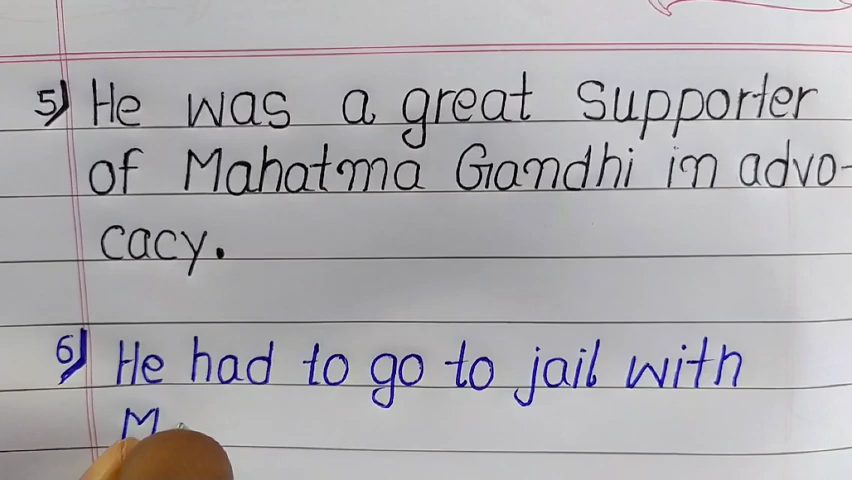 5) He was a great Supporter
of Mahatma Gandhi in advo-
cacy.
6) He had to go to jail with
M